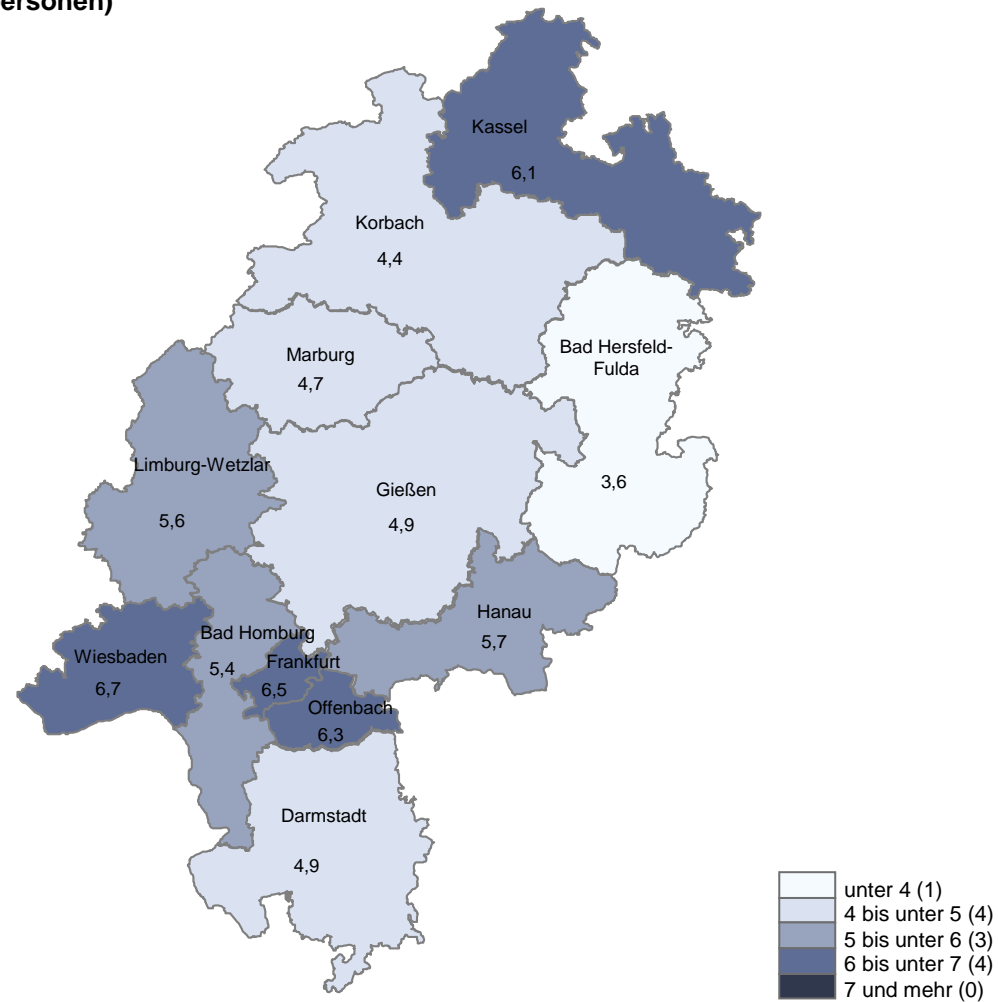 ersonen)
Kassel
6,1
Korbach
4,4
Bad Hersfeld-
Fulda
3,6
Marburg
4,7
Limburg-Wetzlar
5,6
Gießen
4,9
Hanau
5,7
Bad Homburg
5,4
Wiesbaden
6,7
Frankfurt
6,5
Offenbach
6,3
Darmstadt
4,9
unter 4 (1)
4 bis unter 5 (4)
5 bis unter 6 (3)
6 bis unter 7 (4)
7 und mehr (0)